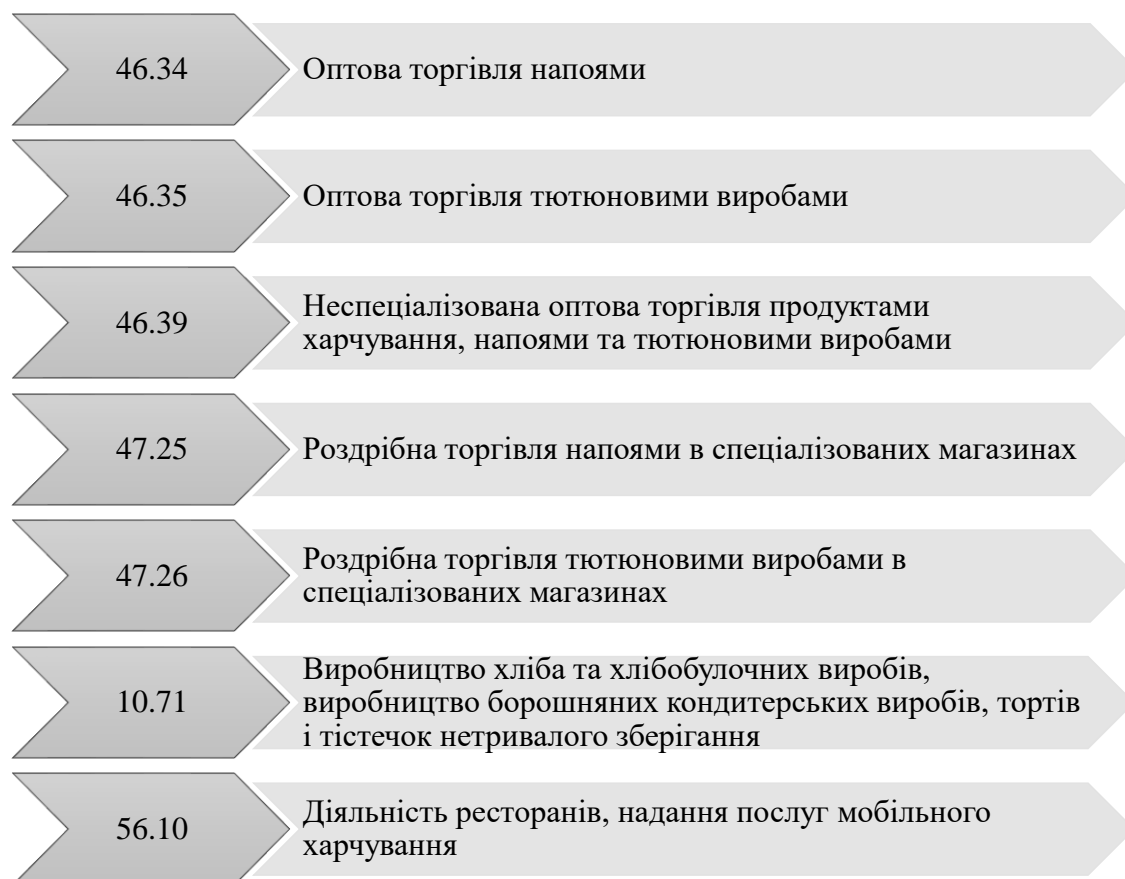 46.34
Оптова торгівля напоями
46.35
Оптова торгівля тютюновими виробами
46.39
Неспеціалізована оптова торгівля продуктами
харчування, напоями та тютюновими виробами
47.25
Роздрібна торгівля напоями в спеціалізованих магазинах
47.26
Роздрібна торгівля тютюновими виробами в
спеціалізованих магазинах
10.71
Виробництво хліба та хлібобулочних виробів,
виробництво борошняних кондитерських виробів, тортів
і тістечок нетривалого зберігання
56.10
Діяльність ресторанів, надання послуг мобільного
харчування